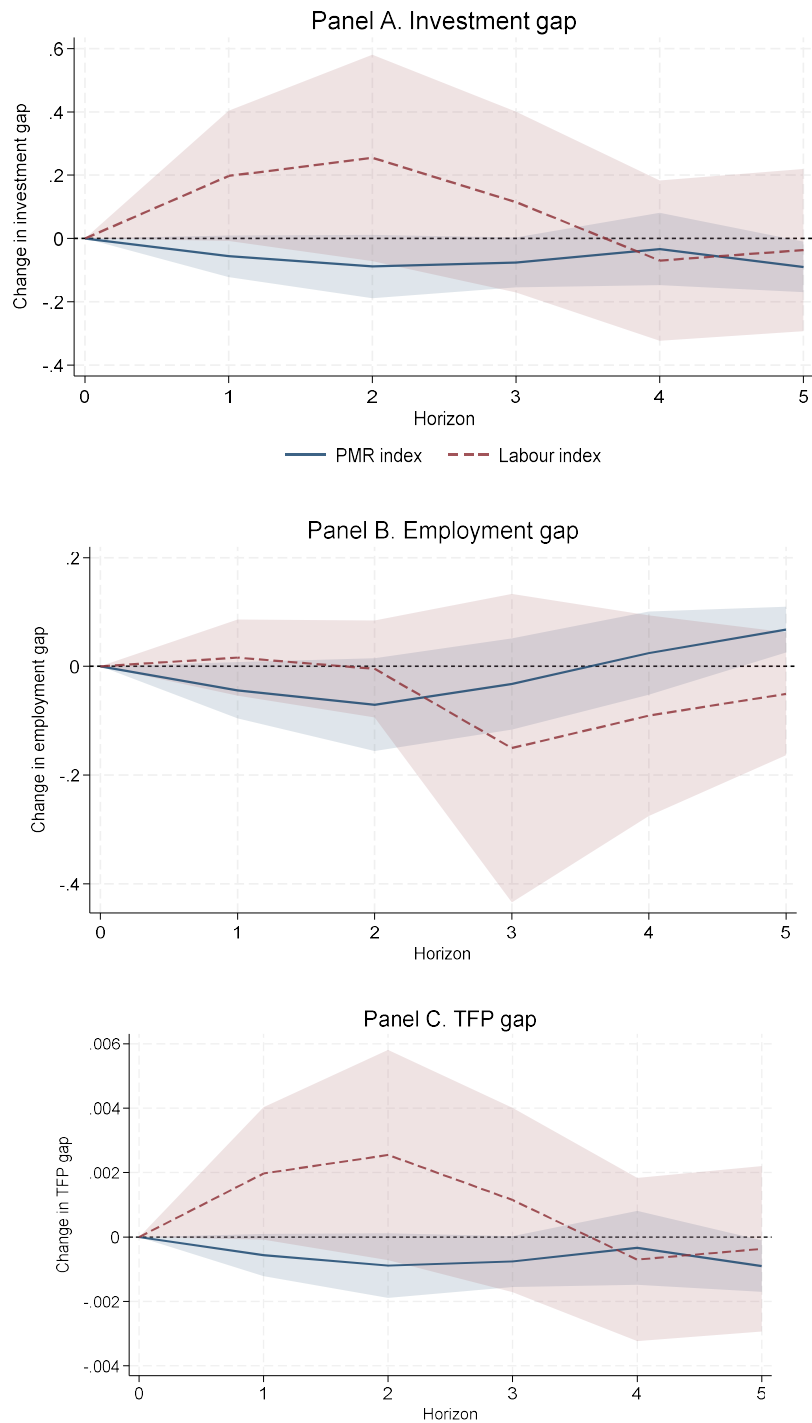 Panel A. Investment gap
Change in investment gap
.6
.4
.2
0
-.2
-.4
0 1 2 3 4 5
Horizon
PMR index Labour index
Panel B. Employment gap
Change in employment gap
.2
0
-.2
-.4
0 1 2 3 4 5
Horizon
Panel C. TFP gap
Change in TFP gap
.006
.004
.002
0
-.002
-.004
0 1 2 3 4 5
Horizon